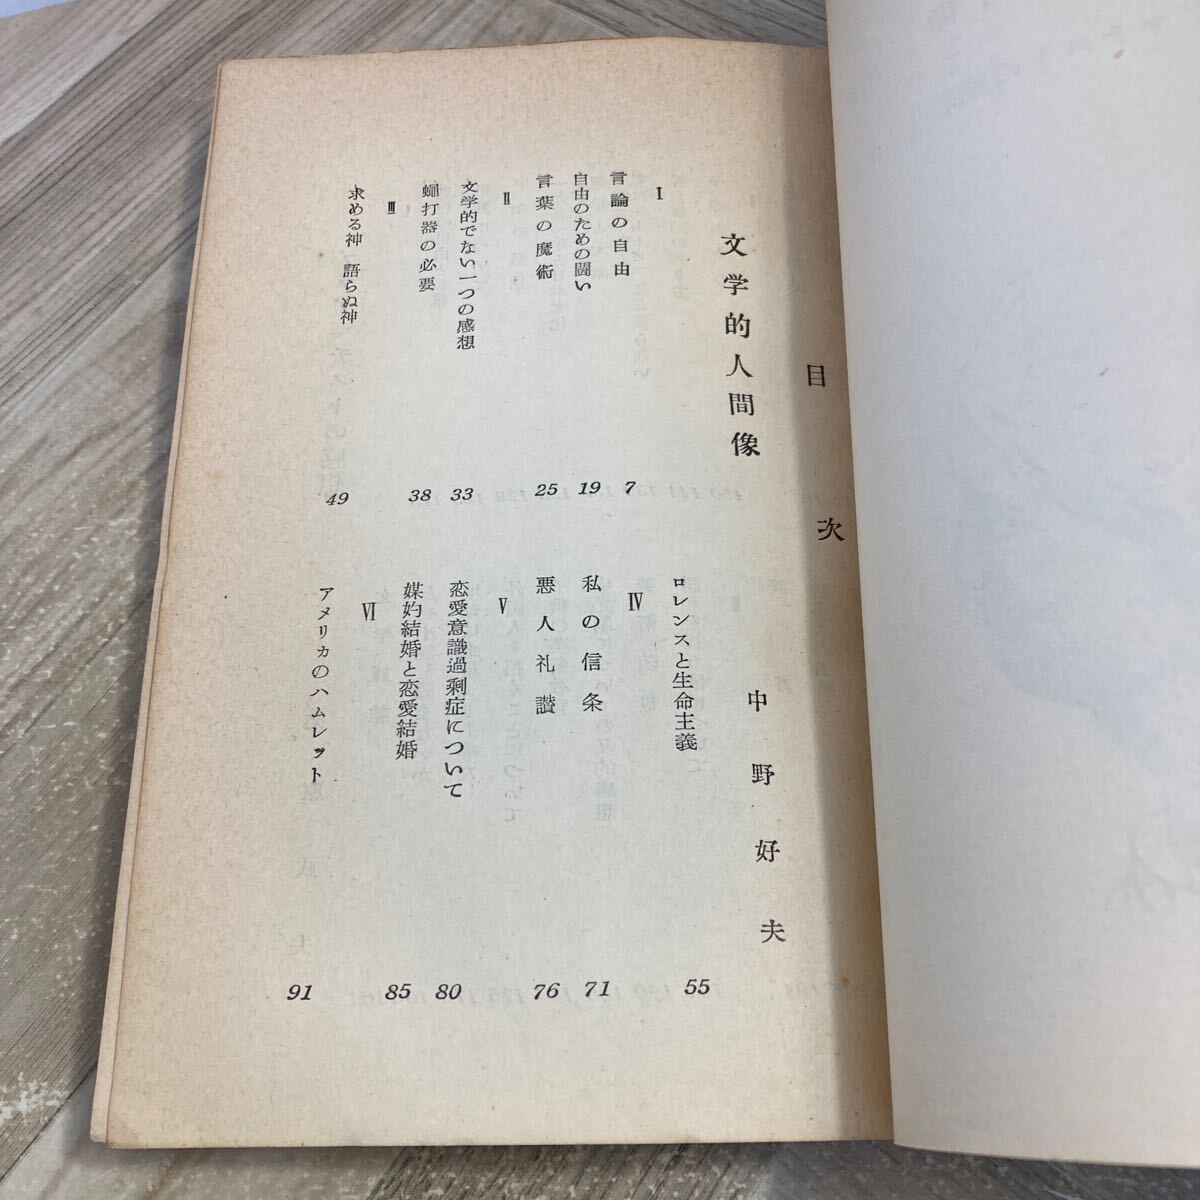 目次
文学的人間像
中野好夫
I
言論の自由 7
自由のための闘い 19
言葉の魔術 25
II
文学的でない一つの感想 33
蠅打器の必要 38
III
求める神 語らぬ神 49
ロレンスと生命主義 55
IV
私の信条 71
悪人礼讃 76
V
恋愛意識過剰症について 80
媒妁結婚と恋愛結婚 85
VI
アメリカのハムレット 91